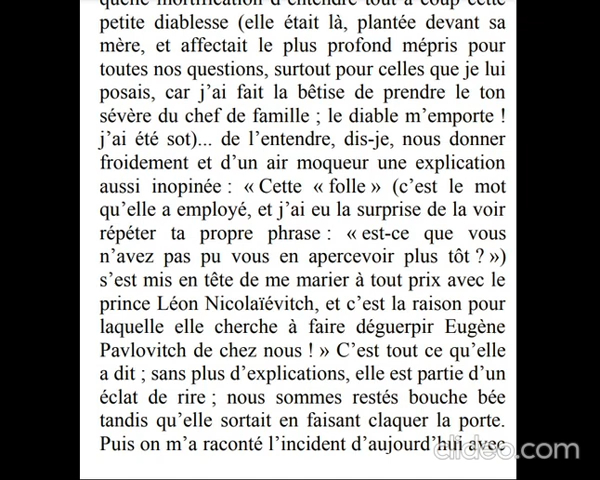 quelle mortification d'entendre tout à coup cette
petite diablesse (elle était là, plantée devant sa
mère, et affectait le plus profond mépris pour
toutes nos questions, surtout pour celles que je lui
posais, car j'ai fait la bêtise de prendre le ton
sévère du chef de famille ; le diable m'emporte !
j'ai été sot)... de l'entendre, dis-je, nous donner
froidement et d'un air moqueur une explication
aussi inopinée : « Cette « folle » (c'est le mot
qu'elle a employé, et j'ai eu la surprise de la voir
répéter ta propre phrase : « est-ce que vous
n'avez pas pu vous en apercevoir plus tôt ? »)
s'est mis en tête de me marier à tout prix avec le
prince Léon Nicolaïévitch, et c'est la raison pour
laquelle elle cherche à faire déguerpir Eugène
Pavlovitch de chez nous ! » C'est tout ce qu'elle
a dit ; sans plus d'explications, elle est partie d'un
éclat de rire ; nous sommes restés bouche bée
tandis qu'elle sortait en faisant claquer la porte.
Puis on m'a raconté l'incident d'aujourd'hui avec
clideo.com